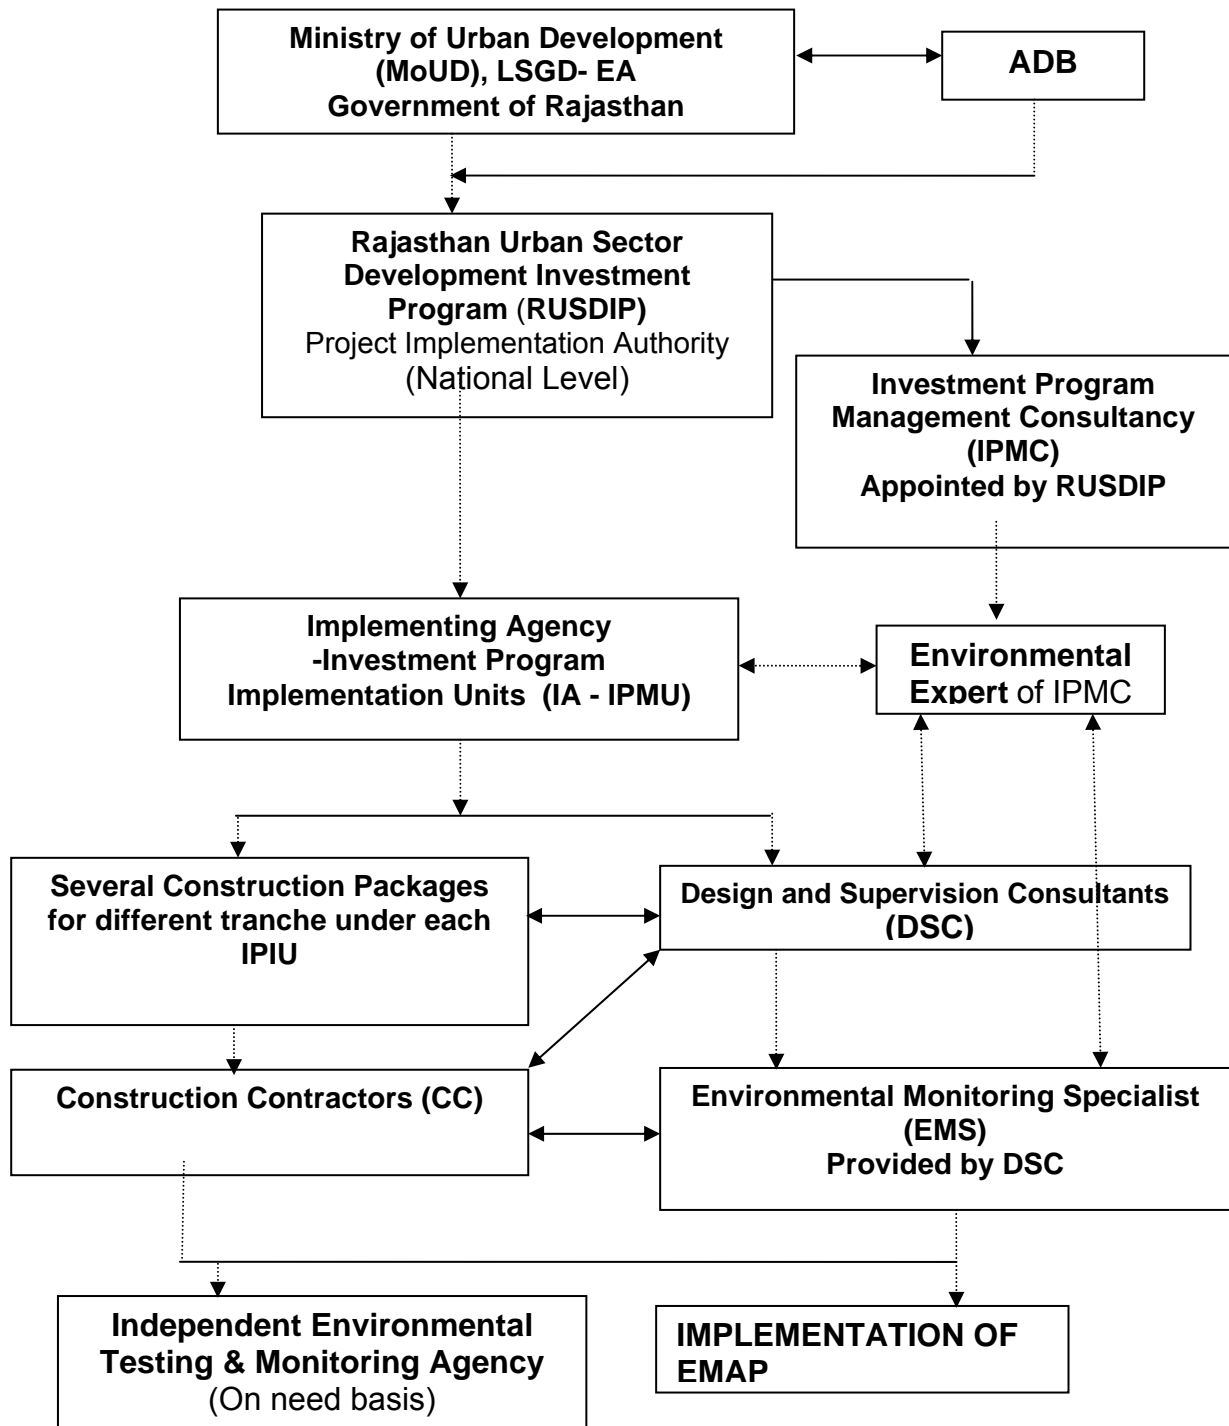 Ministry of Urban Development
(MoUD), LSGD- EA
Government of Rajasthan
ADB
Rajasthan Urban Sector
Development Investment
Program (RUSDIP)
Project Implementation Authority
(National Level)
Investment Program
Management Consultancy
(IPMC)
Appointed by RUSDIP
Implementing Agency
-Investment Program
Implementation Units (IA - IPMU)
Environmental
Expert of IPMC
Several Construction Packages
for different tranche under each
IPIU
Design and Supervision Consultants
(DSC)
Construction Contractors (CC)
Environmental Monitoring Specialist
(EMS)
Provided by DSC
Independent Environmental
Testing & Monitoring Agency
(On need basis)
IMPLEMENTATION OF
EMAP